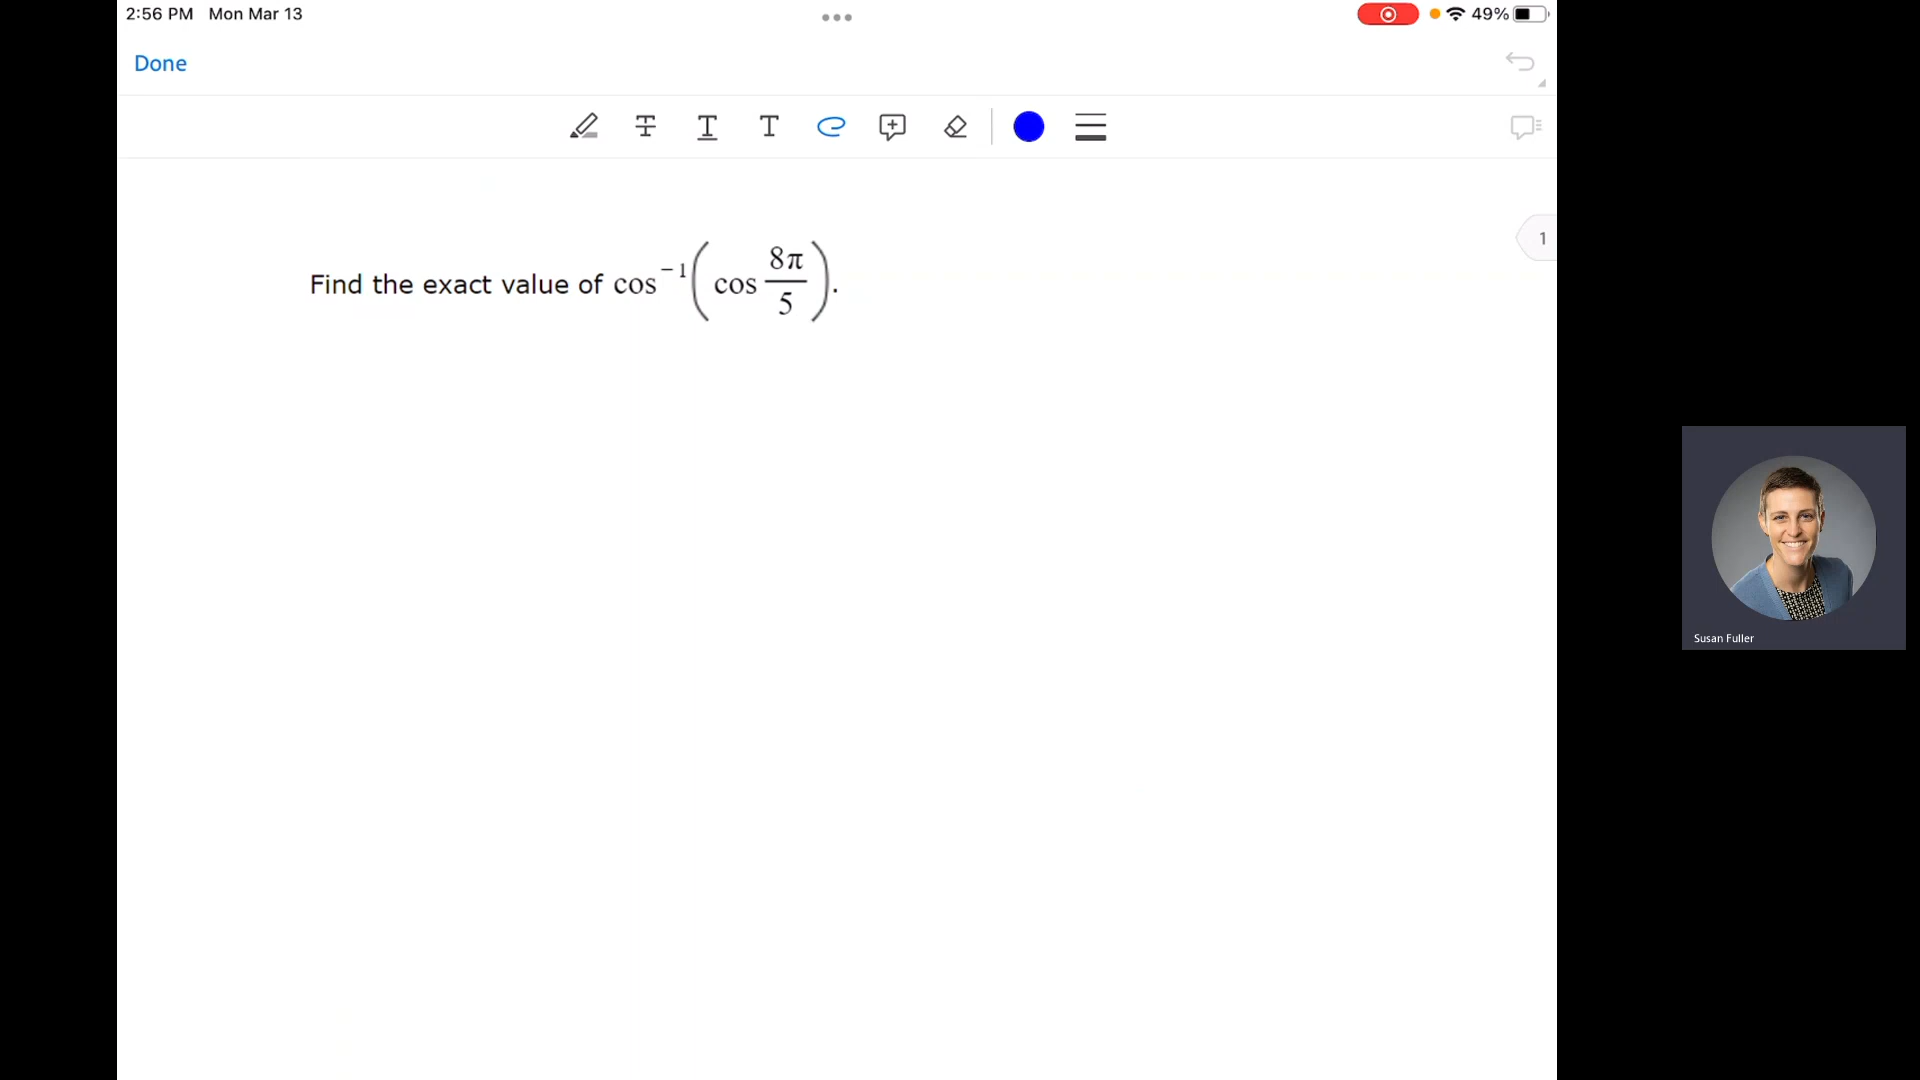 2:56 PM Mon Mar 13
49%
Done
T T T
1
Find the exact value of cos⁻¹(cos 8π/5).
Susan Fuller